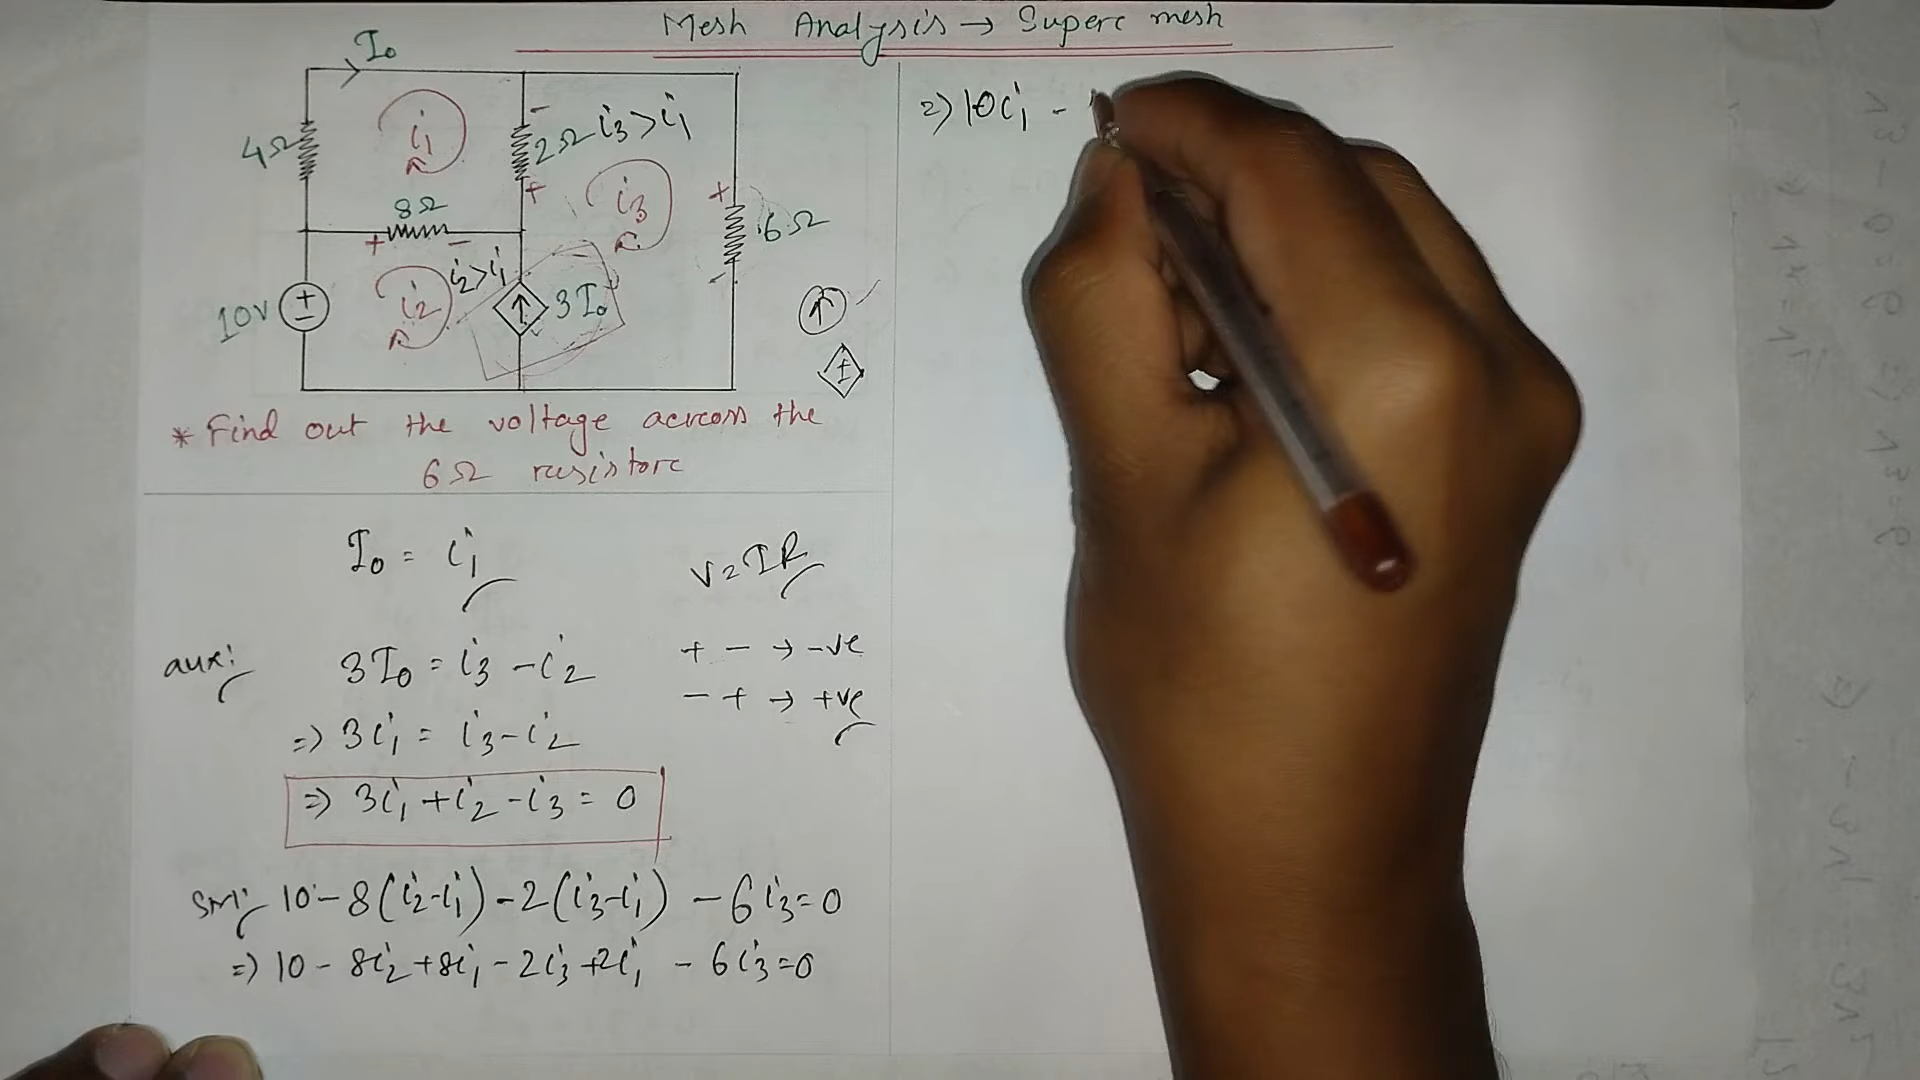 Mesh Analysis → Superc mesh
I₀
4Ω
i₁
2Ω
i₃>i₁
8Ω
i₃
+
-
6Ω
10V
i₂
i₂>i₁
3I₀
* Find out the voltage across the
6Ω resistorc
I₀ = i₁
V=IR
aux:
3I₀ = i₃ - i₂
+ - → -ve
- + → +ve
=> 3i₁ = i₃-i₂
=> 3i₁ + i₂ - i₃ = 0
SM: 10 - 8(i₂-i₁) - 2(i₃-i₁) - 6i₃=0
=> 10 - 8i₂+8i₁ - 2i₃ +2i₁ - 6i₃=0
=> 10i₁ -